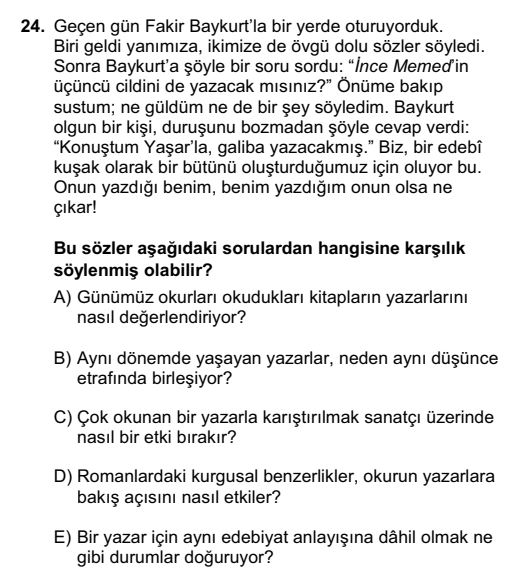 24. Geçen gün Fakir Baykurt’la bir yerde oturuyorduk.
Biri geldi yanımıza, ikimize de övgü dolu sözler söyledi.
Sonra Baykurt’a şöyle bir soru sordu: “İnce Memed’in
üçüncü cildini de yazacak mısınız?” Önüme bakıp
sustum; ne güldüm ne de bir şey söyledim. Baykurt
olgun bir kişi, duruşunu bozmadan şöyle cevap verdi:
“Konuştum Yaşar’la, galiba yazacakmış.” Biz, bir edebî
kuşak olarak bir bütünü oluşturduğumuz için oluyor bu.
Onun yazdığı benim, benim yazdığım onun olsa ne
çıkar!
Bu sözler aşağıdaki sorulardan hangisine karşılık
söylenmiş olabilir?
A) Günümüz okurları okudukları kitapların yazarlarını
nasıl değerlendiriyor?
B) Aynı dönemde yaşayan yazarlar, neden aynı düşünce
etrafında birleşiyor?
C) Çok okunan bir yazarla karıştırılmak sanatçı üzerinde
nasıl bir etki bırakır?
D) Romanlardaki kurgusal benzerlikler, okurun yazarlara
bakış açısını nasıl etkiler?
E) Bir yazar için aynı edebiyat anlayışına dâhil olmak ne
gibi durumlar doğuruyor?